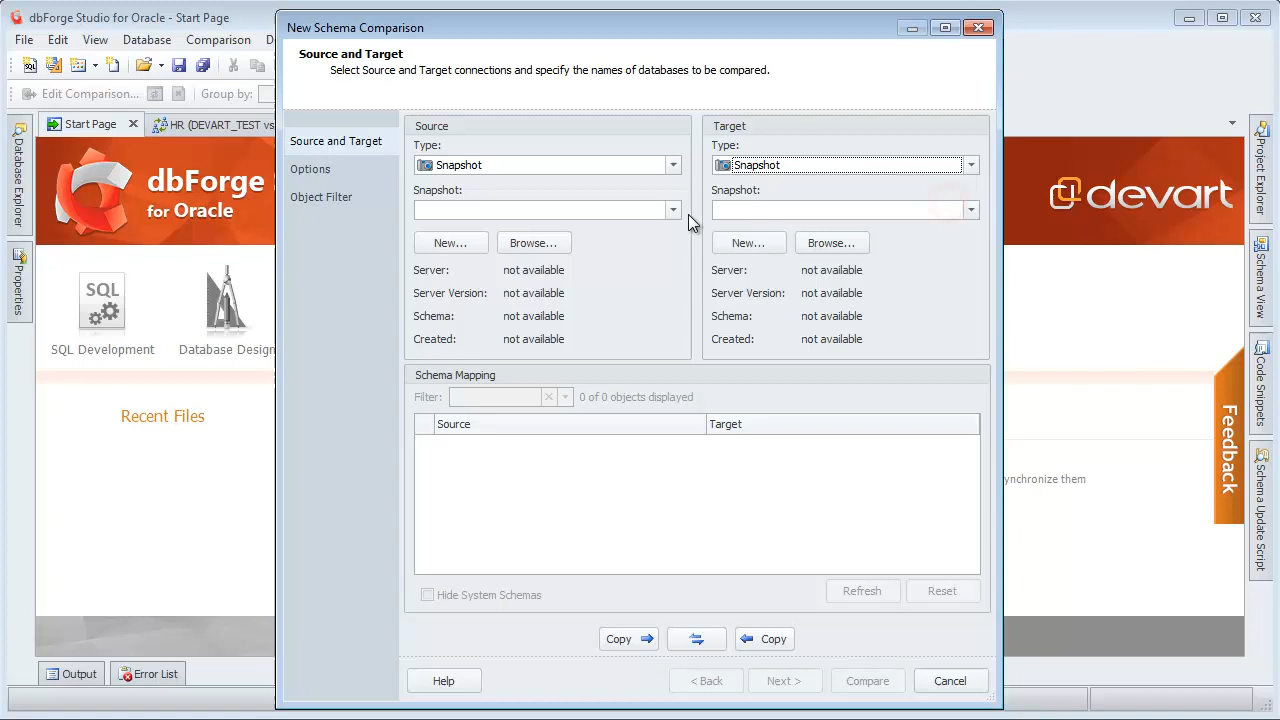 dbForge Studio for Oracle - Start Page
File Edit View Database Comparison D
Edit Comparison... Group by:
Start Page HR (DEVART_TEST vs
Database Explorer
Properties
dbForge S
for Oracle
SQL
SQL Development
Database Design
Recent Files
Output
Error List
New Schema Comparison
Source and Target
Select Source and Target connections and specify the names of databases to be compared.
Source and Target
Options
Object Filter
Source
Type:
Snapshot
Snapshot:
New... Browse...
Server: not available
Server Version: not available
Schema: not available
Created: not available
Target
Type:
Snapshot
Snapshot:
New... Browse...
Server: not available
Server Version: not available
Schema: not available
Created: not available
Schema Mapping
Filter: 0 of 0 objects displayed
Source Target
Hide System Schemas
Refresh Reset
Copy Copy
Help < Back Next > Compare Cancel
devart
ynchronize them
Feedback
Project Explorer
Schema View
Code Snippets
Schema Update Script